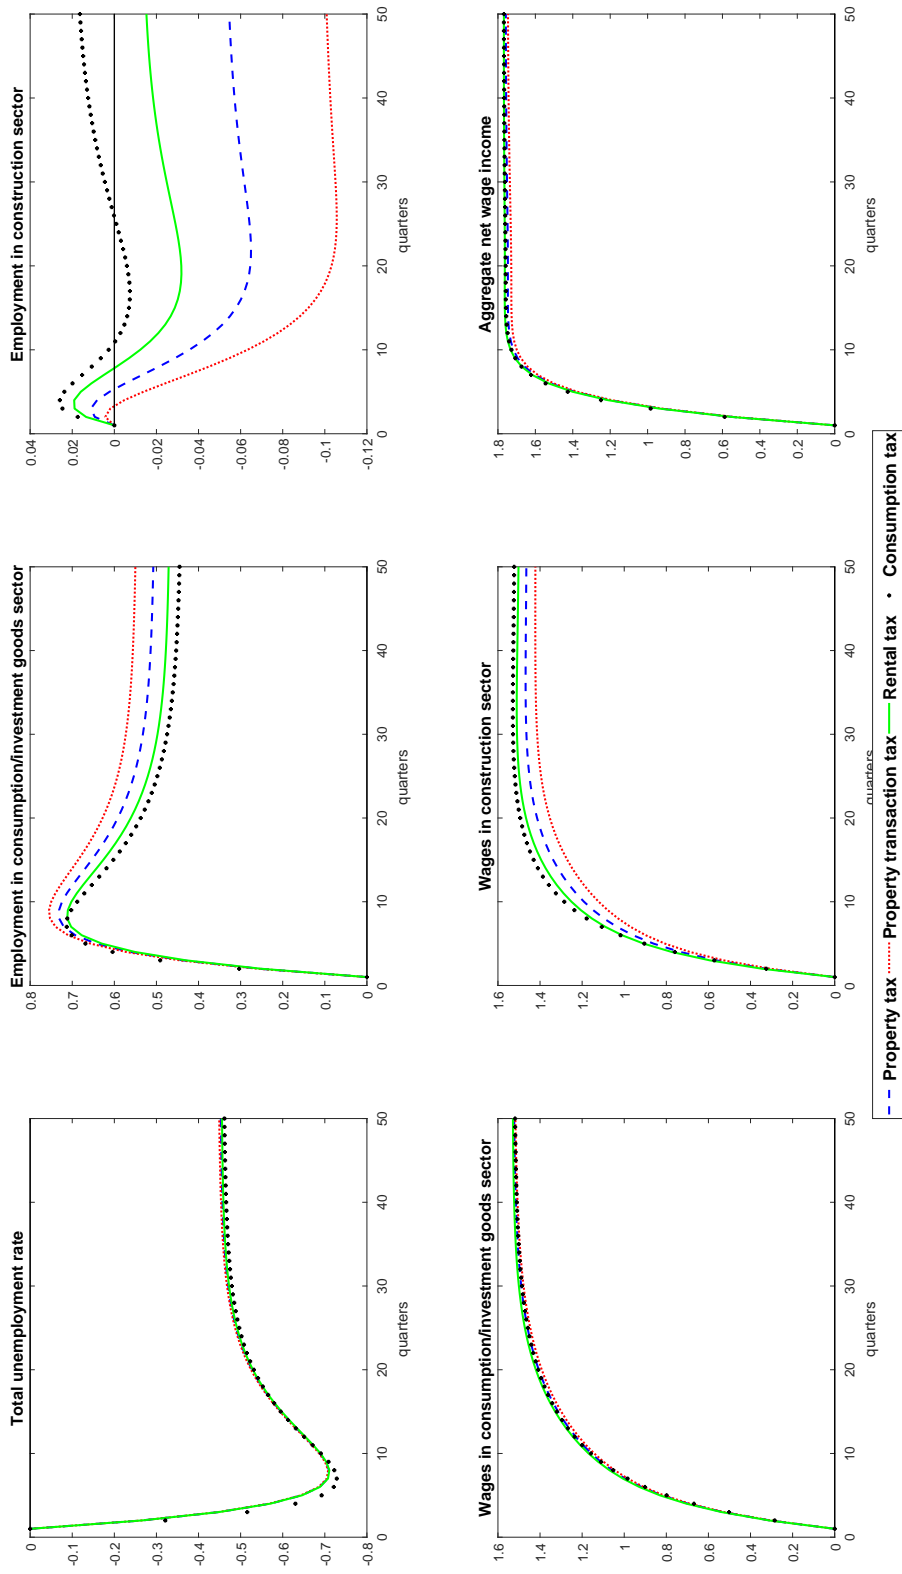 Total unemployment rate
0
-0.1
-0.2
-0.3
-0.4
-0.5
-0.6
-0.7
-0.8
0 10 20 30 40 50
quarters
Employment in consumption/investment goods sector
0.8
0.7
0.6
0.5
0.4
0.3
0.2
0.1
0
0 10 20 30 40 50
quarters
Employment in construction sector
0.04
0.02
0
-0.02
-0.04
-0.06
-0.08
-0.1
-0.12
0 10 20 30 40 50
quarters
Wages in consumption/investment goods sector
1.6
1.4
1.2
1
0.8
0.6
0.4
0.2
0
0 10 20 30 40 50
quarters
Wages in construction sector
1.6
1.4
1.2
1
0.8
0.6
0.4
0.2
0
0 10 20 30 40 50
quarters
Aggregate net wage income
1.8
1.6
1.4
1.2
1
0.8
0.6
0.4
0.2
0
0 10 20 30 40 50
quarters
Property tax Property transaction tax Rental tax Consumption tax